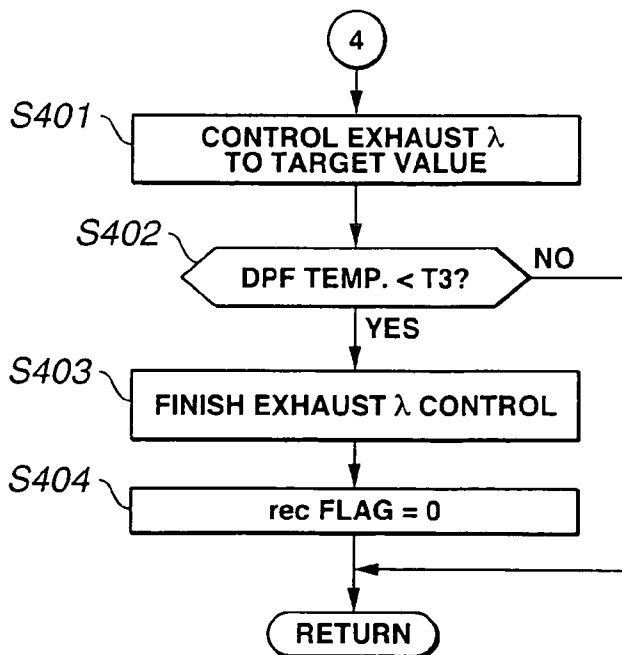 4
S401
CONTROL EXHAUST λ
TO TARGET VALUE
S402
DPF TEMP. < T3?
NO
YES
S403
FINISH EXHAUST λ CONTROL
S404
rec FLAG = 0
RETURN